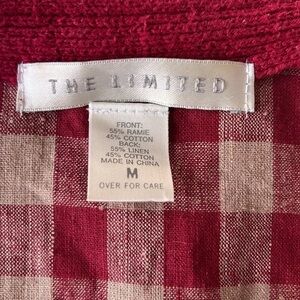 THE LIMITED
FRONT:
55% RAMIE
45% COTTON
BACK:
55% LINEN
45% COTTON
MADE IN CHINA
M
OVER FOR CARE